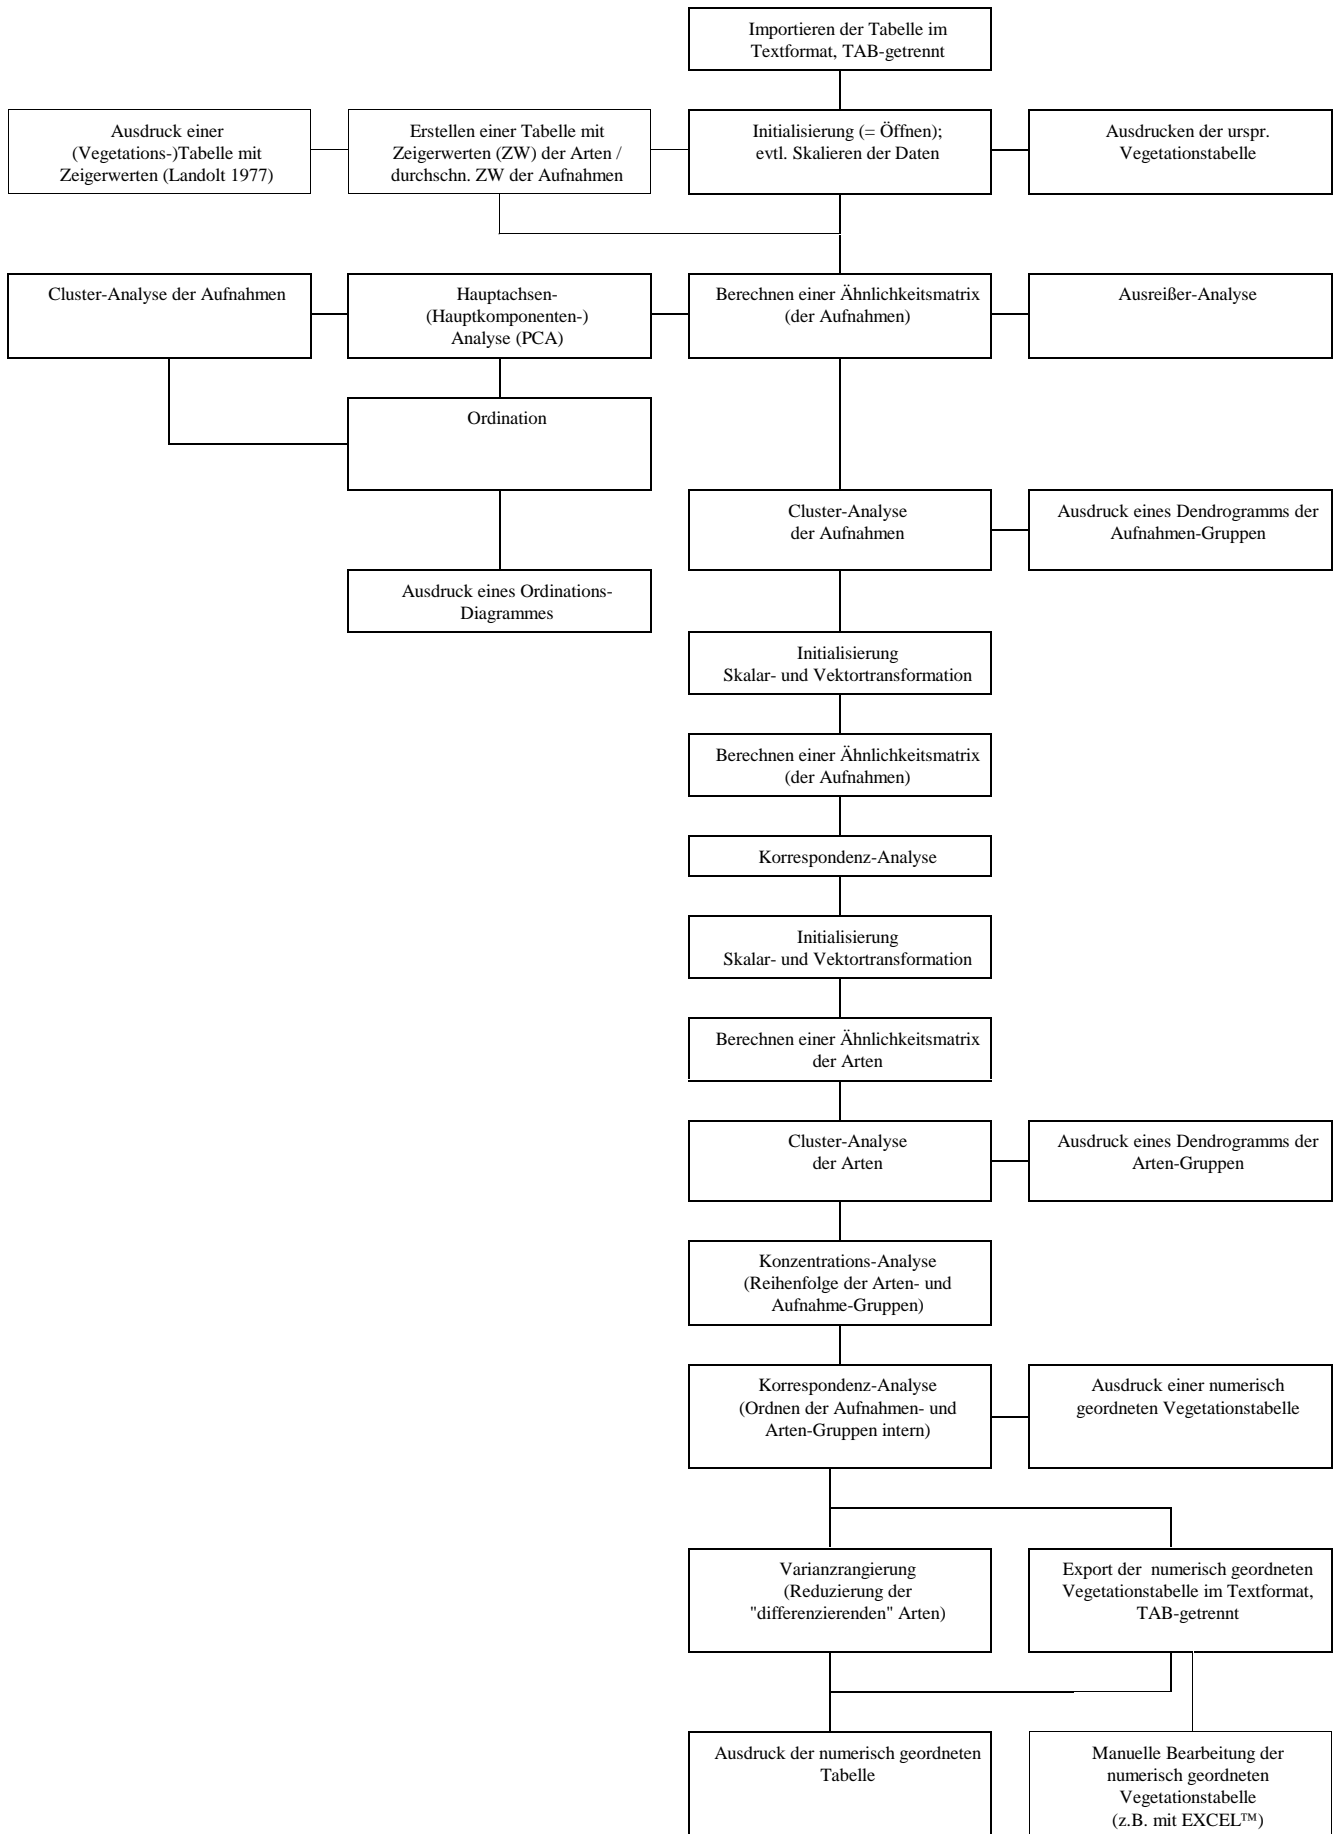 Importieren der Tabelle im
Textformat, TAB-getrennt
Ausdruck einer
(Vegetations-)Tabelle mit
Zeigerwerten (Landolt 1977)
Erstellen einer Tabelle mit
Zeigerwerten (ZW) der Arten /
durchschn. ZW der Aufnahmen
Initialisierung (= Öffnen);
evtl. Skalieren der Daten
Ausdrucken der urspr.
Vegetationstabelle
Cluster-Analyse der Aufnahmen
Hauptachsen-
(Hauptkomponenten-)
Analyse (PCA)
Berechnen einer Ähnlichkeitsmatrix
(der Aufnahmen)
Ausreißer-Analyse
Ordination
Cluster-Analyse
der Aufnahmen
Ausdruck eines Dendrogramms der
Aufnahmen-Gruppen
Ausdruck eines Ordinations-
Diagrammes
Initialisierung
Skalar- und Vektortransformation
Berechnen einer Ähnlichkeitsmatrix
(der Aufnahmen)
Korrespondenz-Analyse
Initialisierung
Skalar- und Vektortransformation
Berechnen einer Ähnlichkeitsmatrix
der Arten
Cluster-Analyse
der Arten
Ausdruck eines Dendrogramms der
Arten-Gruppen
Konzentrations-Analyse
(Reihenfolge der Arten- und
Aufnahme-Gruppen)
Korrespondenz-Analyse
(Ordnen der Aufnahmen- und
Arten-Gruppen intern)
Ausdruck einer numerisch
geordneten Vegetationstabelle
Varianzrangierung
(Reduzierung der
"differenzierenden" Arten)
Export der  numerisch geordneten
Vegetationstabelle im Textformat,
TAB-getrennt
Ausdruck der numerisch geordneten
Tabelle
Manuelle Bearbeitung der
numerisch geordneten
Vegetationstabelle
(z.B. mit EXCEL™)